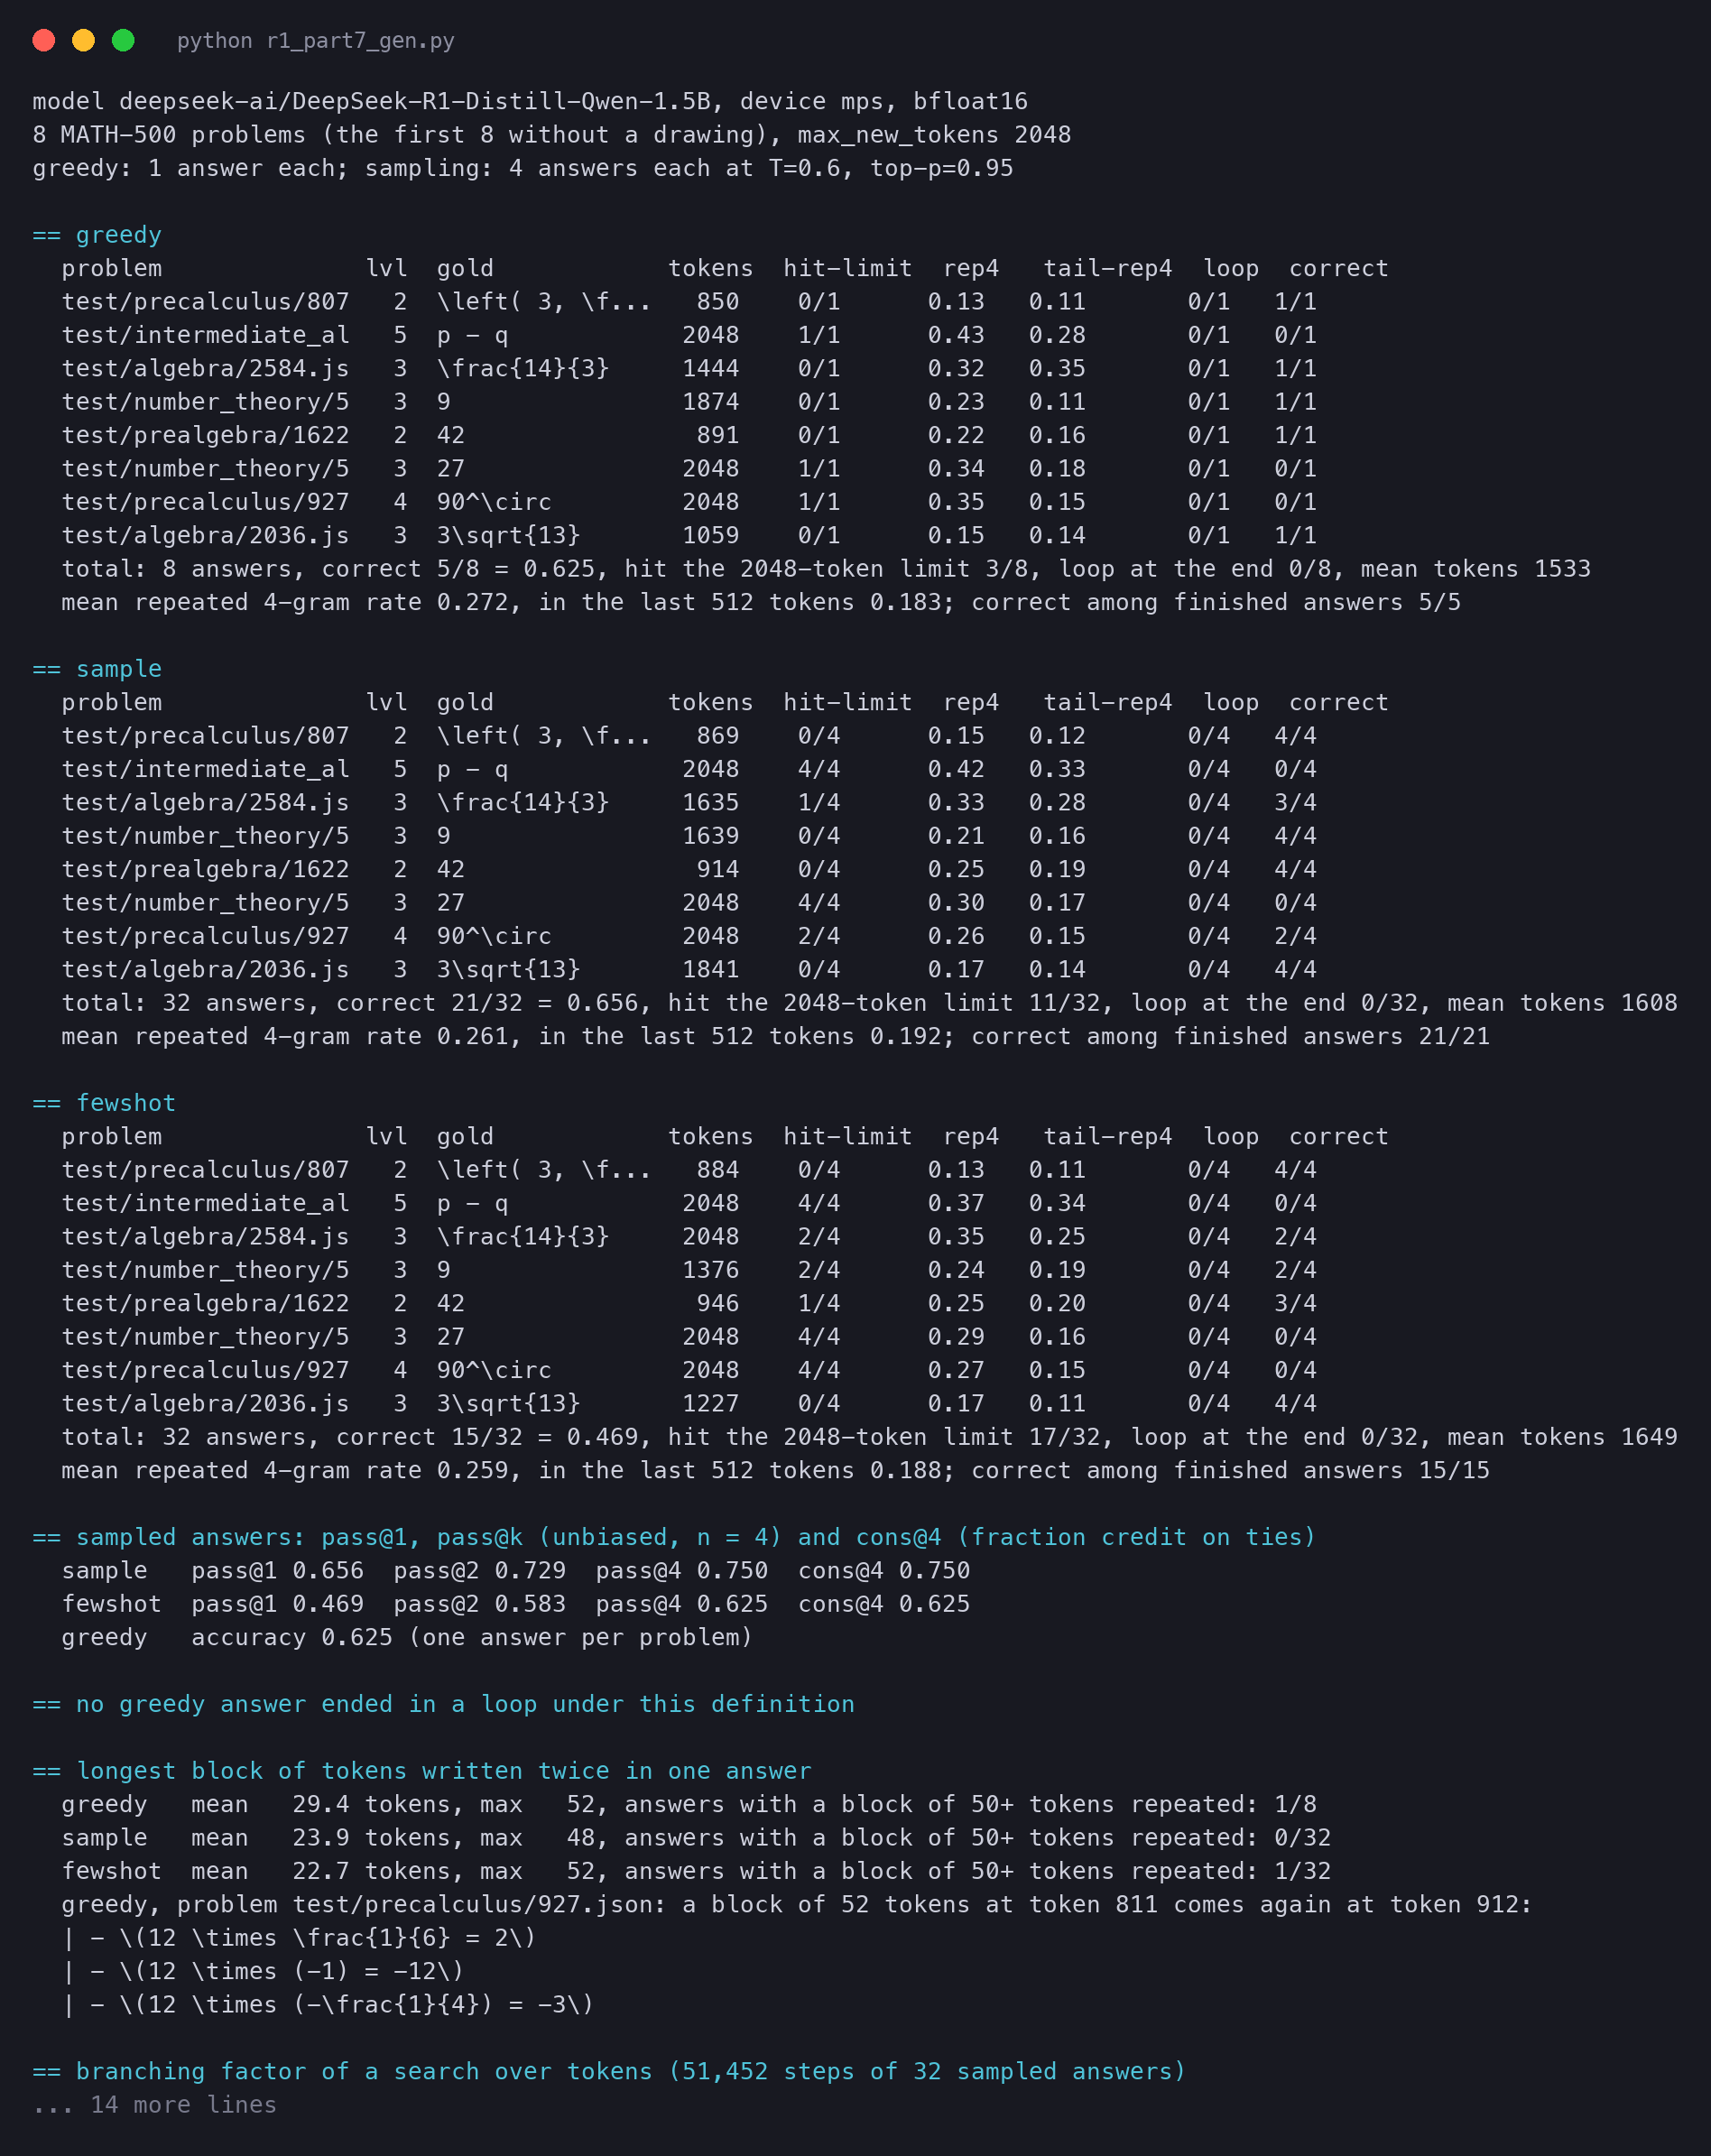 python r1_part7_gen.py
model deepseek-ai/DeepSeek-R1-Distill-Qwen-1.5B, device mps, bfloat16
8 MATH-500 problems (the first 8 without a drawing), max_new_tokens 2048
greedy: 1 answer each; sampling: 4 answers each at T=0.6, top-p=0.95
== greedy
problem lvl gold tokens hit-limit rep4 tail-rep4 loop correct
test/precalculus/807 2 \left( 3, \f... 850 0/1 0.13 0.11 0/1 1/1
test/intermediate_al 5 p - q 2048 1/1 0.43 0.28 0/1 0/1
test/algebra/2584.js 3 \frac{14}{3} 1444 0/1 0.32 0.35 0/1 1/1
test/number_theory/5 3 9 1874 0/1 0.23 0.11 0/1 1/1
test/prealgebra/1622 2 42 891 0/1 0.22 0.16 0/1 1/1
test/number_theory/5 3 27 2048 1/1 0.34 0.18 0/1 0/1
test/precalculus/927 4 90^\circ 2048 1/1 0.35 0.15 0/1 0/1
test/algebra/2036.js 3 3\sqrt{13} 1059 0/1 0.15 0.14 0/1 1/1
total: 8 answers, correct 5/8 = 0.625, hit the 2048-token limit 3/8, loop at the end 0/8, mean tokens 1533
mean repeated 4-gram rate 0.272, in the last 512 tokens 0.183; correct among finished answers 5/5
== sample
problem lvl gold tokens hit-limit rep4 tail-rep4 loop correct
test/precalculus/807 2 \left( 3, \f... 869 0/4 0.15 0.12 0/4 4/4
test/intermediate_al 5 p - q 2048 4/4 0.42 0.33 0/4 0/4
test/algebra/2584.js 3 \frac{14}{3} 1635 1/4 0.33 0.28 0/4 3/4
test/number_theory/5 3 9 1639 0/4 0.21 0.16 0/4 4/4
test/prealgebra/1622 2 42 914 0/4 0.25 0.19 0/4 4/4
test/number_theory/5 3 27 2048 4/4 0.30 0.17 0/4 0/4
test/precalculus/927 4 90^\circ 2048 2/4 0.26 0.15 0/4 2/4
test/algebra/2036.js 3 3\sqrt{13} 1841 0/4 0.17 0.14 0/4 4/4
total: 32 answers, correct 21/32 = 0.656, hit the 2048-token limit 11/32, loop at the end 0/32, mean tokens 1608
mean repeated 4-gram rate 0.261, in the last 512 tokens 0.192; correct among finished answers 21/21
== fewshot
problem lvl gold tokens hit-limit rep4 tail-rep4 loop correct
test/precalculus/807 2 \left( 3, \f... 884 0/4 0.13 0.11 0/4 4/4
test/intermediate_al 5 p - q 2048 4/4 0.37 0.34 0/4 0/4
test/algebra/2584.js 3 \frac{14}{3} 2048 2/4 0.35 0.25 0/4 2/4
test/number_theory/5 3 9 1376 2/4 0.24 0.19 0/4 2/4
test/prealgebra/1622 2 42 946 1/4 0.25 0.20 0/4 3/4
test/number_theory/5 3 27 2048 4/4 0.29 0.16 0/4 0/4
test/precalculus/927 4 90^\circ 2048 4/4 0.27 0.15 0/4 0/4
test/algebra/2036.js 3 3\sqrt{13} 1227 0/4 0.17 0.11 0/4 4/4
total: 32 answers, correct 15/32 = 0.469, hit the 2048-token limit 17/32, loop at the end 0/32, mean tokens 1649
mean repeated 4-gram rate 0.259, in the last 512 tokens 0.188; correct among finished answers 15/15
== sampled answers: pass@1, pass@k (unbiased, n = 4) and cons@4 (fraction credit on ties)
sample pass@1 0.656 pass@2 0.729 pass@4 0.750 cons@4 0.750
fewshot pass@1 0.469 pass@2 0.583 pass@4 0.625 cons@4 0.625
greedy accuracy 0.625 (one answer per problem)
== no greedy answer ended in a loop under this definition
== longest block of tokens written twice in one answer
greedy mean 29.4 tokens, max 52, answers with a block of 50+ tokens repeated: 1/8
sample mean 23.9 tokens, max 48, answers with a block of 50+ tokens repeated: 0/32
fewshot mean 22.7 tokens, max 52, answers with a block of 50+ tokens repeated: 1/32
greedy, problem test/precalculus/927.json: a block of 52 tokens at token 811 comes again at token 912:
| - \(12 \times \frac{1}{6} = 2\)
| - \(12 \times (-1) = -12\)
| - \(12 \times (-\frac{1}{4}) = -3\)
== branching factor of a search over tokens (51,452 steps of 32 sampled answers)
... 14 more lines